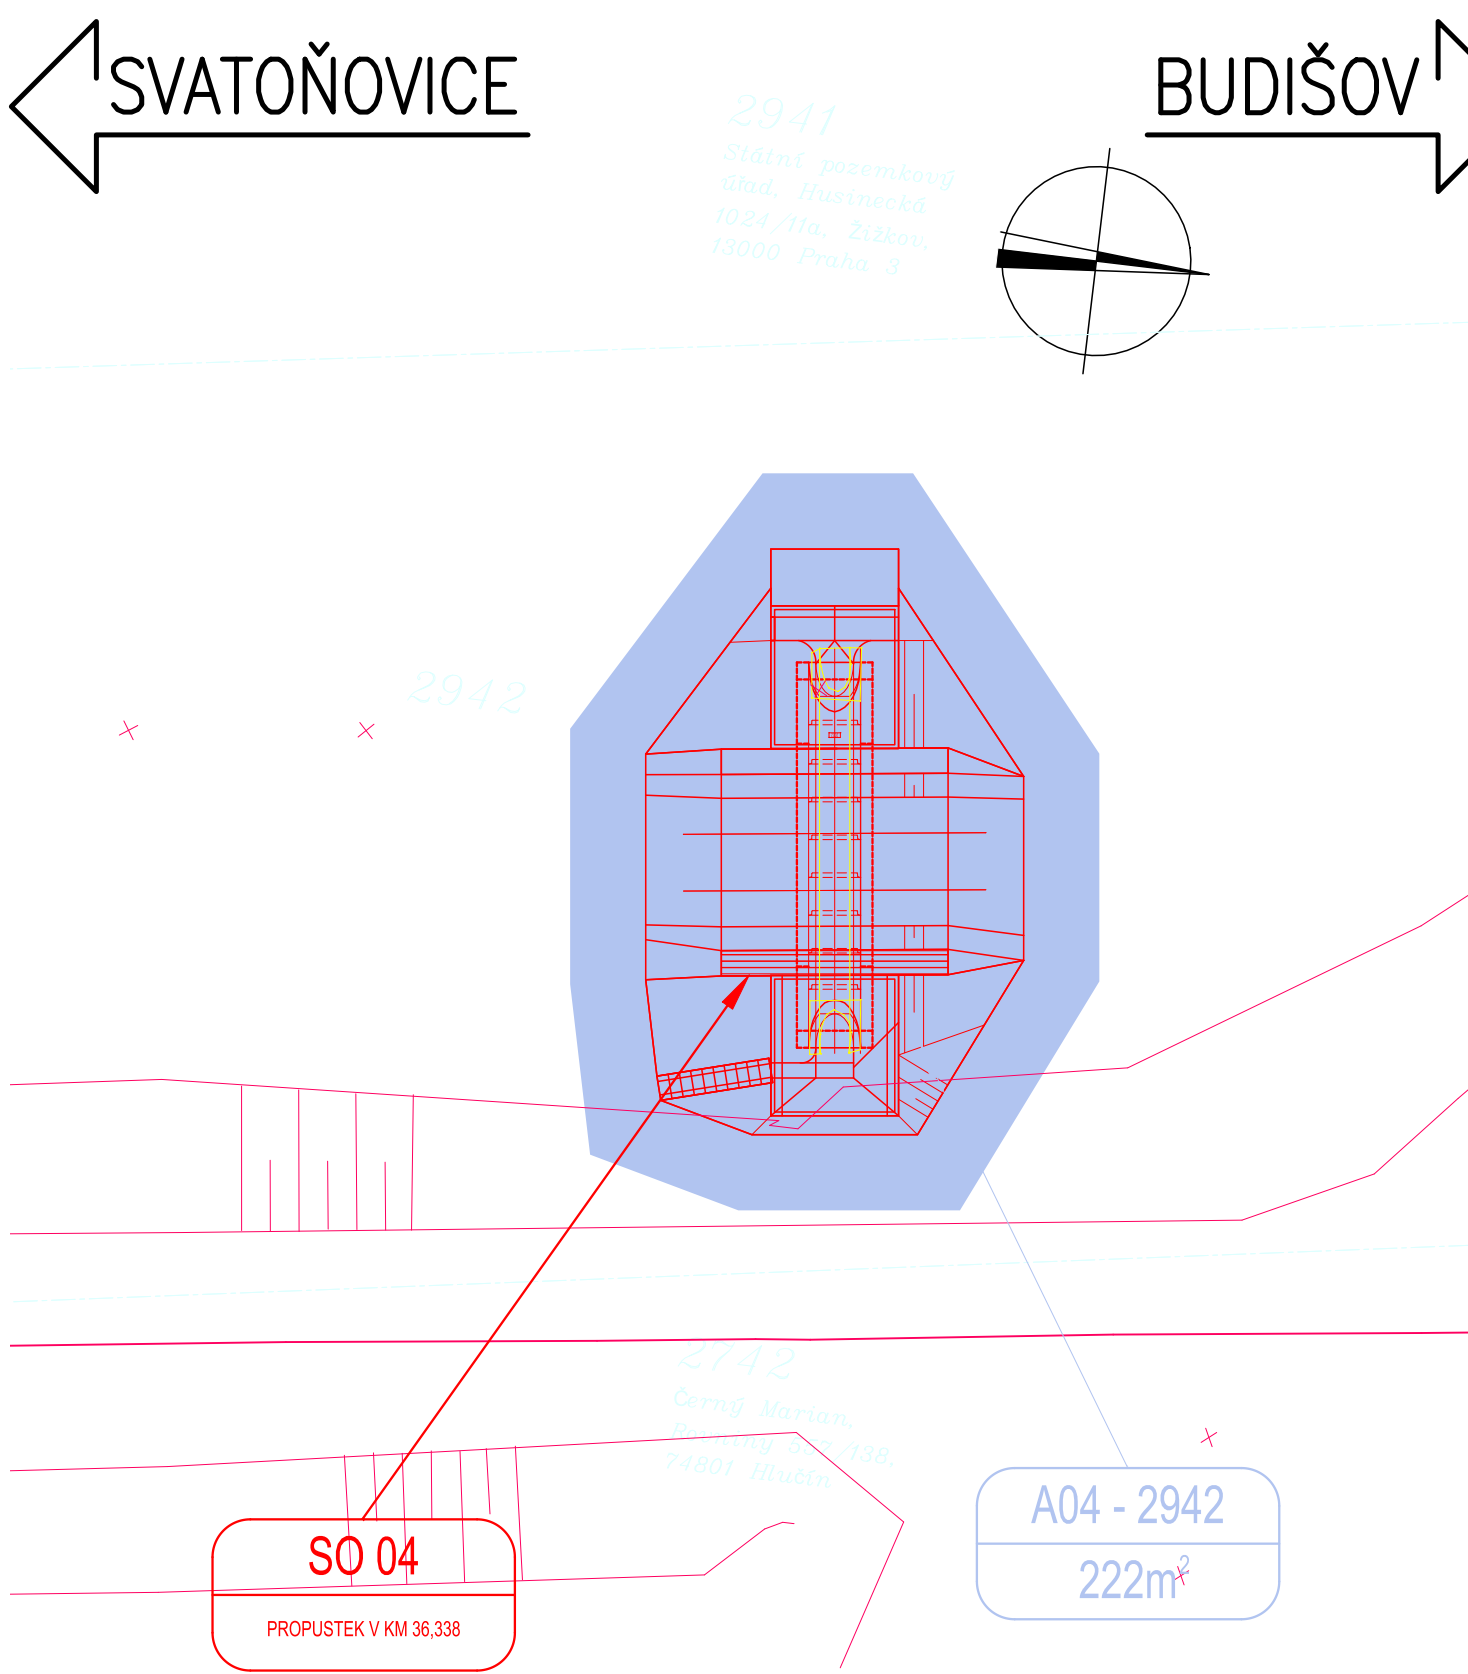 SVATOŇOVICE
BUDIŠOV
2941
Státní pozemkový
úřad, Husinecká
1024/11a, Žižkov,
13000 Praha 3
2942
2742
Černý Marian,
74801 Hlučín
A04 - 2942
222m²
SO 04
PROPUSTEK V KM 36,338